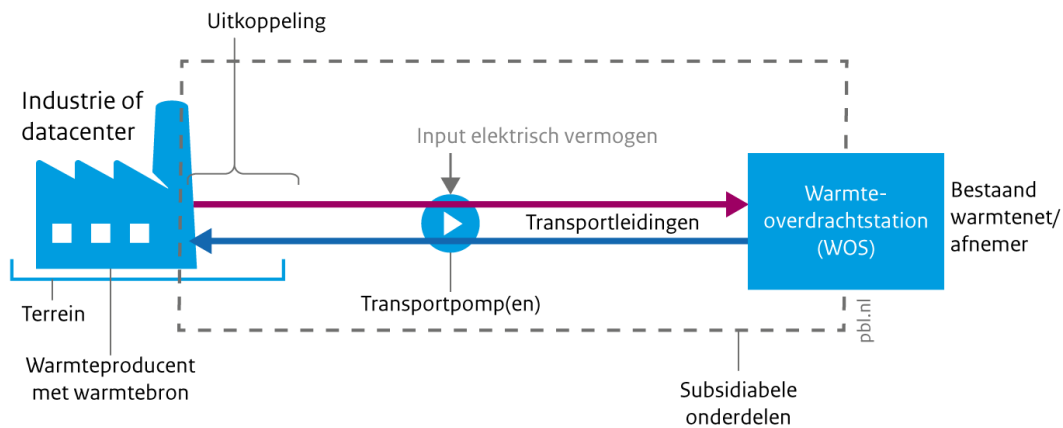 Uitkoppeling
Industrie of
datacenter
Input elektrisch vermogen
Transportleidingen
Warmte-
overdrachtstation
(WOS)
Bestaand
warmtenet/
afnemer
Terrein
Transportpomp(en)
pbl.nl
Warmteproducent
met warmtebron
Subsidiabele
onderdelen